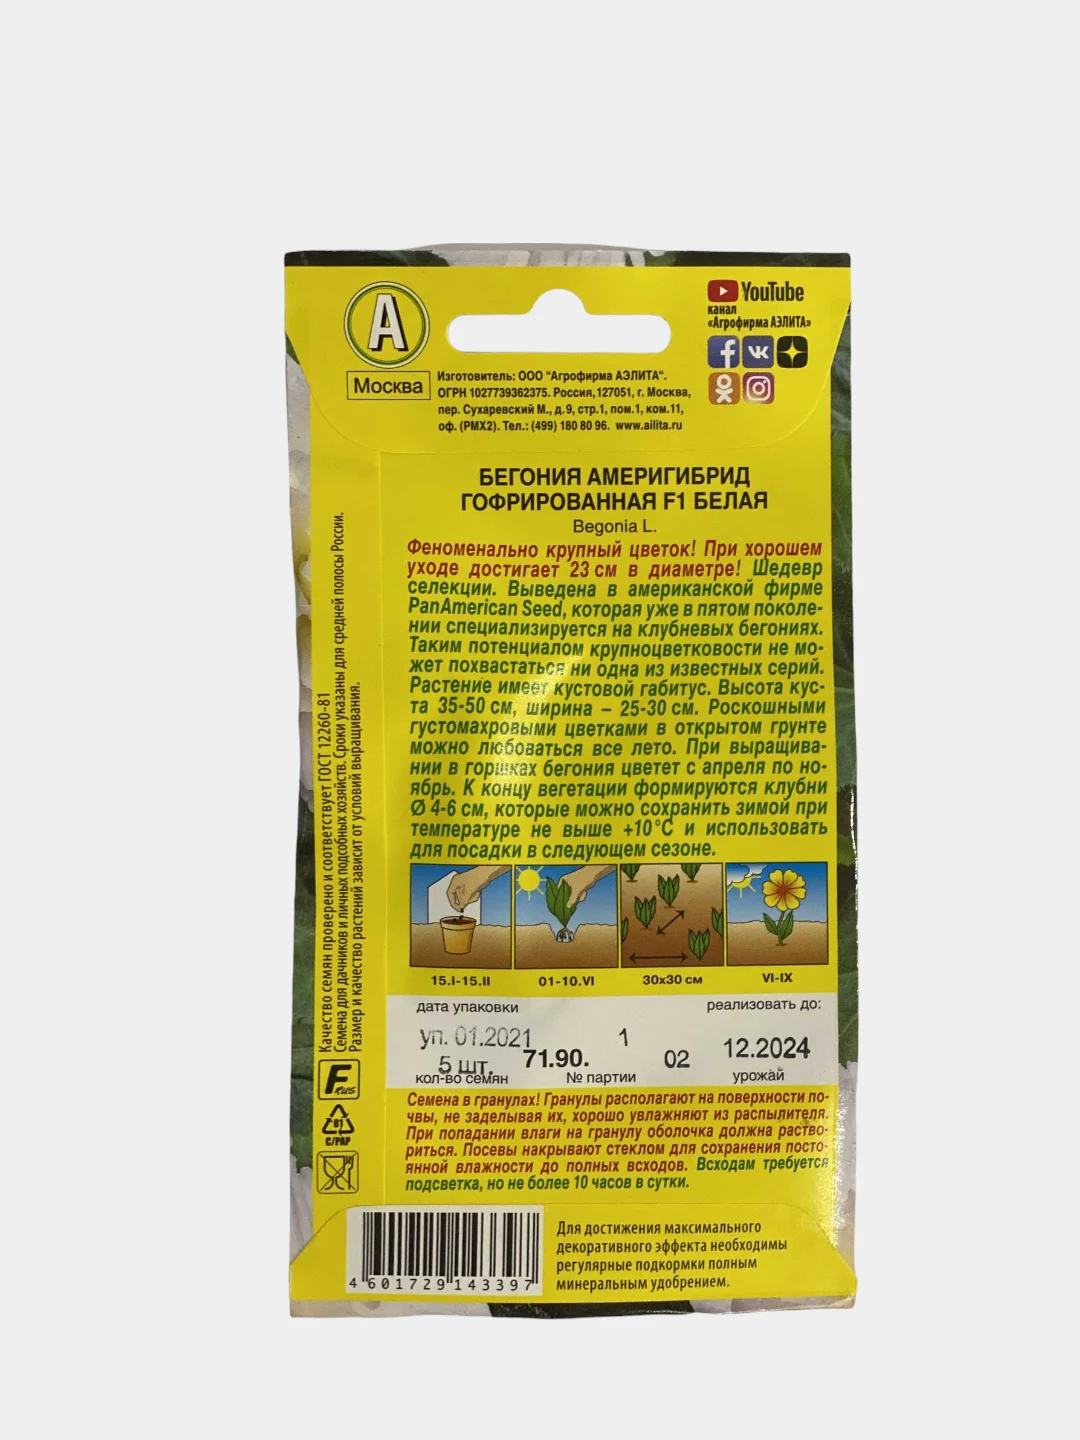 А
Москва
YouTube
канал
«Агрофирма АЭЛИТА»
Изготовитель: ООО "Агрофирма АЭЛИТА".
ОГРН 1027739362375. Россия,127051, г. Москва,
пер. Сухаревский М., д.9, стр.1, пом.1, ком.11,
оф. (РМХ2). Тел.: (499) 180 80 96. www.ailita.ru
БЕГОНИЯ АМЕРИГИБРИД
ГОФРИРОВАННАЯ F1 БЕЛАЯ
Begonia L.
Феноменально крупный цветок! При хорошем
уходе достигает 23 см в диаметре! Шедевр
селекции. Выведена в американской фирме
PanAmerican Seed, которая уже в пятом поколе-
нии специализируется на клубневых бегониях.
Таким потенциалом крупноцветковости не мо-
жет похвастаться ни одна из известных серий.
Растение имеет кустовой габитус. Высота кус-
та 35-50 см, ширина – 25-30 см. Роскошными
густомахровыми цветками в открытом грунте
можно любоваться все лето. При выращива-
нии в горшках бегония цветет с апреля по но-
ябрь. К концу вегетации формируются клубни
Ø 4-6 см, которые можно сохранить зимой при
температуре не выше +10°С и использовать
для посадки в следующем сезоне.
15.I-15.II
01-10.VI
30х30 см
VI-IX
дата упаковки
реализовать до:
уп. 01.2021
1
12.2024
5 шт.
71.90.
02
кол-во семян
№ партии
урожай
Семена в гранулах! Гранулы располагают на поверхности по-
чвы, не заделывая их, хорошо увлажняют из распылителя.
При попадании влаги на гранулу оболочка должна раство-
риться. Посевы накрывают стеклом для сохранения посто-
янной влажности до полных всходов. Всходам требуется
подсветка, но не более 10 часов в сутки.
Качество семян проверено и соответствует ГОСТ 12260-81
Семена для дачников и личных подсобных хозяйств. Сроки указаны для средней полосы России.
Размер и качество растений зависит от условий выращивания.
F RUS
81
C/PAP
4 601729 143397
Для достижения максимального
декоративного эффекта необходимы
регулярные подкормки полным
минеральным удобрением.